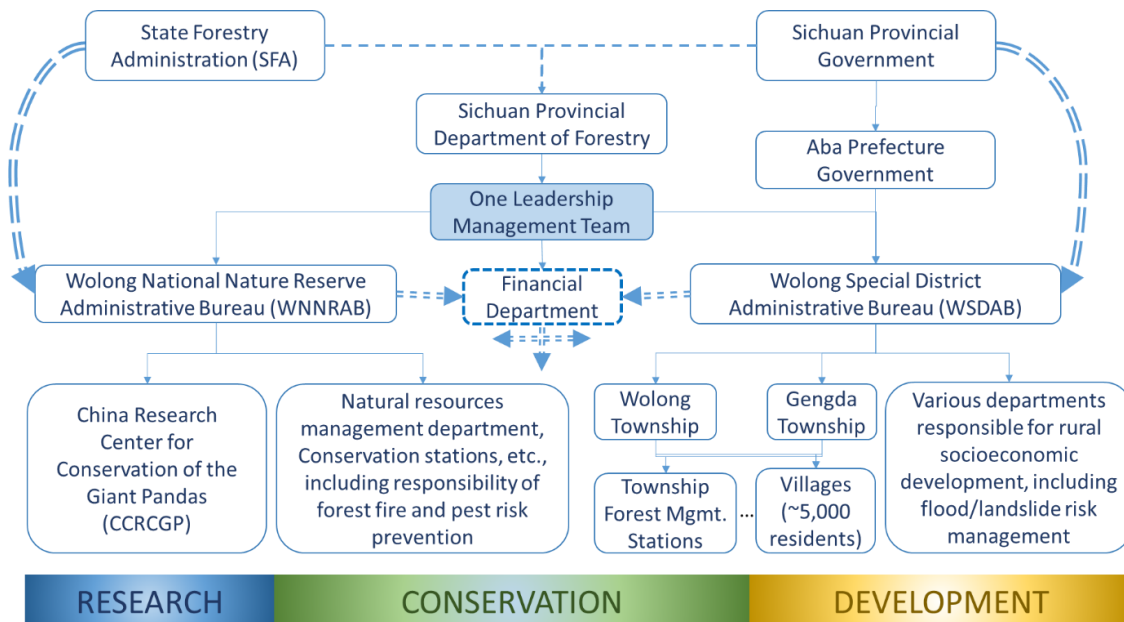 State Forestry
Administration (SFA)
Sichuan Provincial
Government
Sichuan Provincial
Department of Forestry
Aba Prefecture
Government
One Leadership
Management Team
Wolong National Nature Reserve
Administrative Bureau (WNNRAB)
Financial
Department
Wolong Special District
Administrative Bureau (WSDAB)
China Research
Center for
Conservation of the
Giant Pandas
(CCRCGP)
Natural resources
management department,
Conservation stations, etc.,
including responsibility of
forest fire and pest risk
prevention
Wolong
Township
Gengda
Township
Township
Forest Mgmt.
Stations
...
Villages
(~5,000
residents)
Various departments
responsible for rural
socioeconomic
development, including
flood/landslide risk
management
RESEARCH
CONSERVATION
DEVELOPMENT